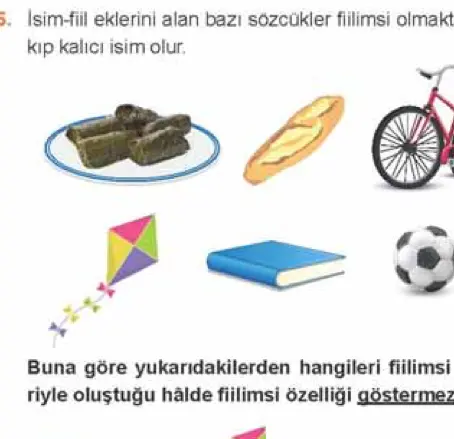 5. İsim-fiil eklerini alan bazı sözcükler fiilimsi olmakt
kıp kalıcı isim olur.
Buna göre yukarıdakilerden hangileri fiilimsi
riyle oluştuğu hâlde fiilimsi özelliği göstermez